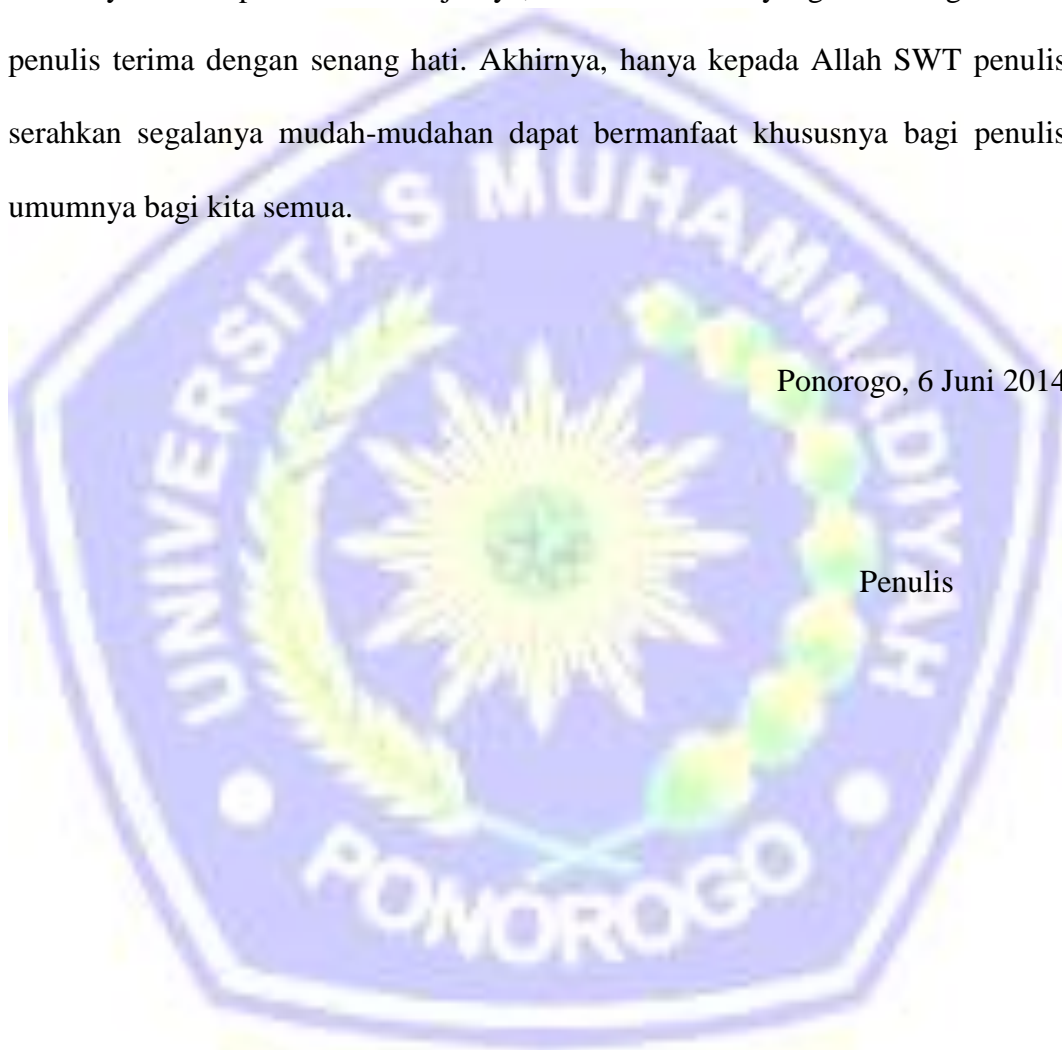 penulis terima dengan senang hati. Akhirnya, hanya kepada Allah SWT penulis
serahkan segalanya mudah-mudahan dapat bermanfaat khususnya bagi penulis
umumnya bagi kita semua.
UNIVERSITAS MUHAMMADIYAH
Ponorogo, 6 Juni 2014
Penulis
PONOROGO